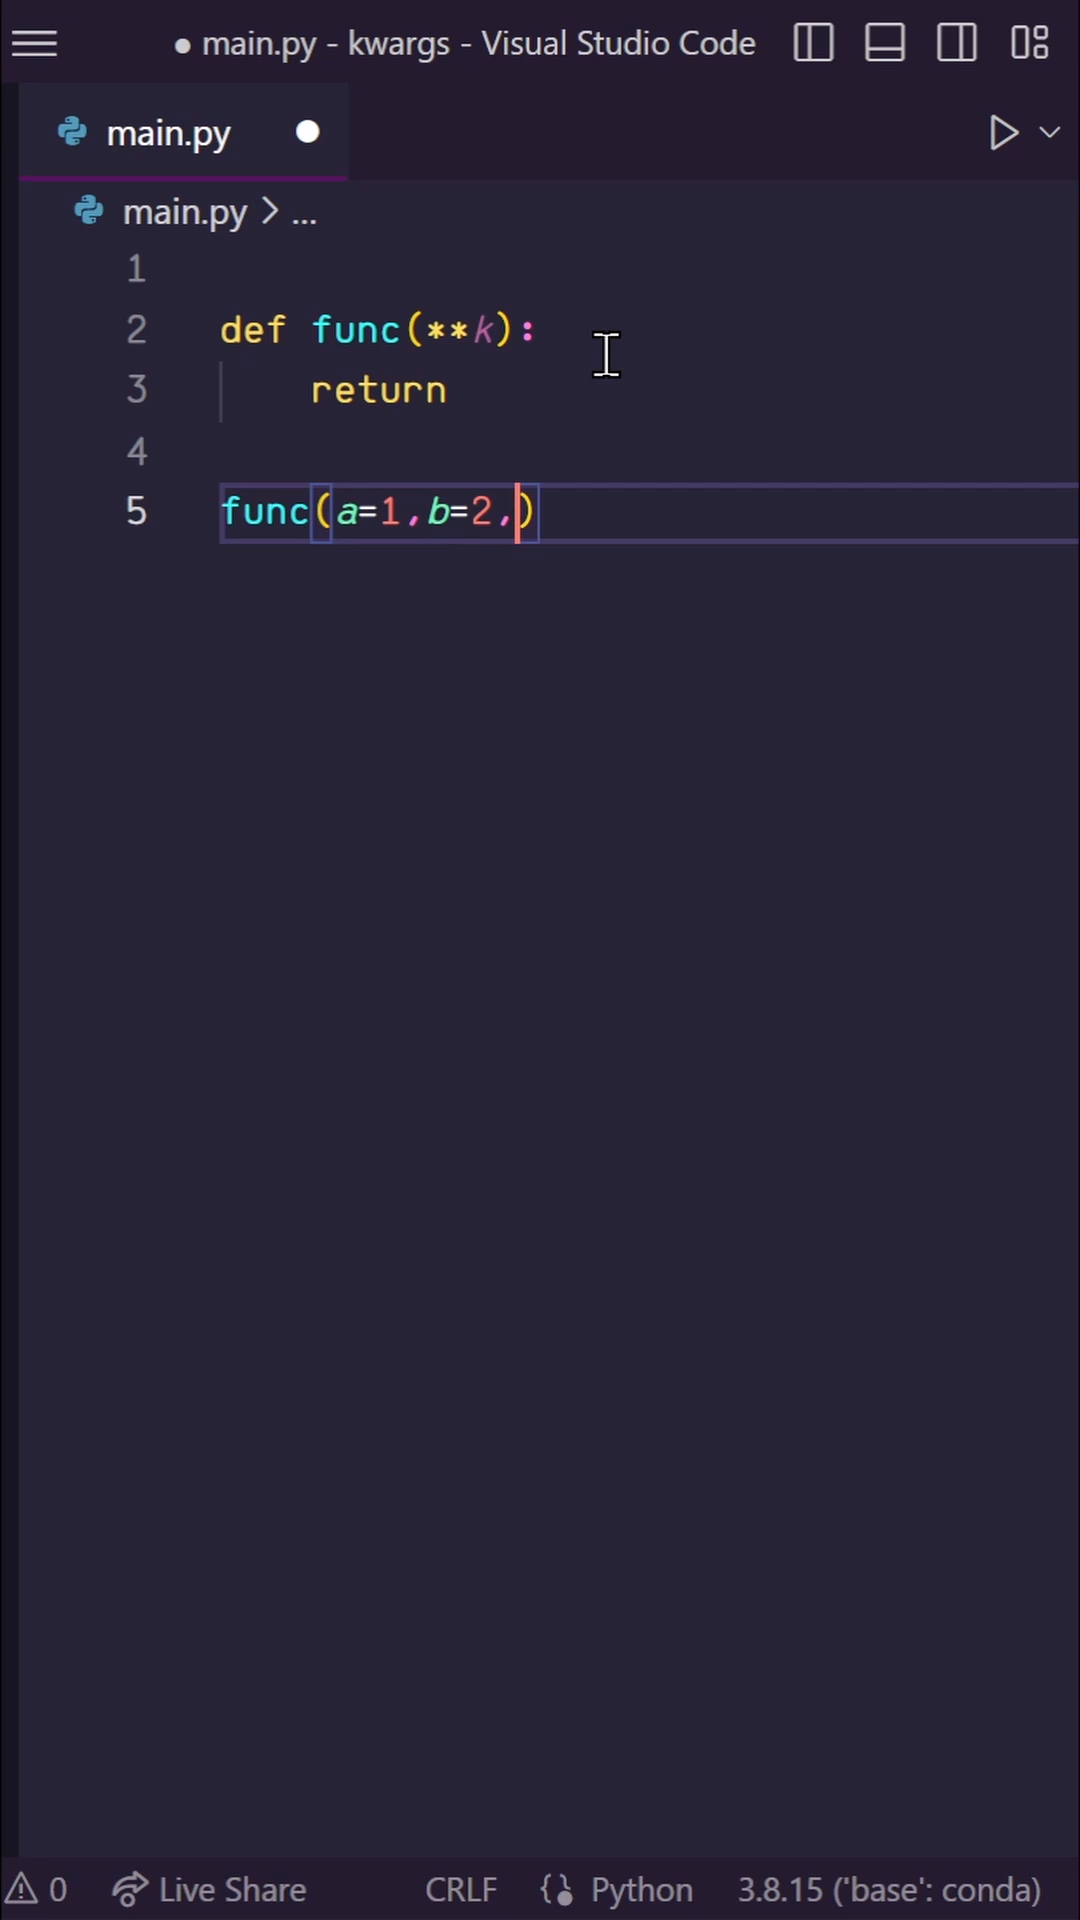 ● main.py - kwargs - Visual Studio Code
main.py ●
main.py > ...
1
2 def func(**k):
3 return
4
5 func(a=1,b=2,)
0 Live Share CRLF Python 3.8.15 ('base': conda)